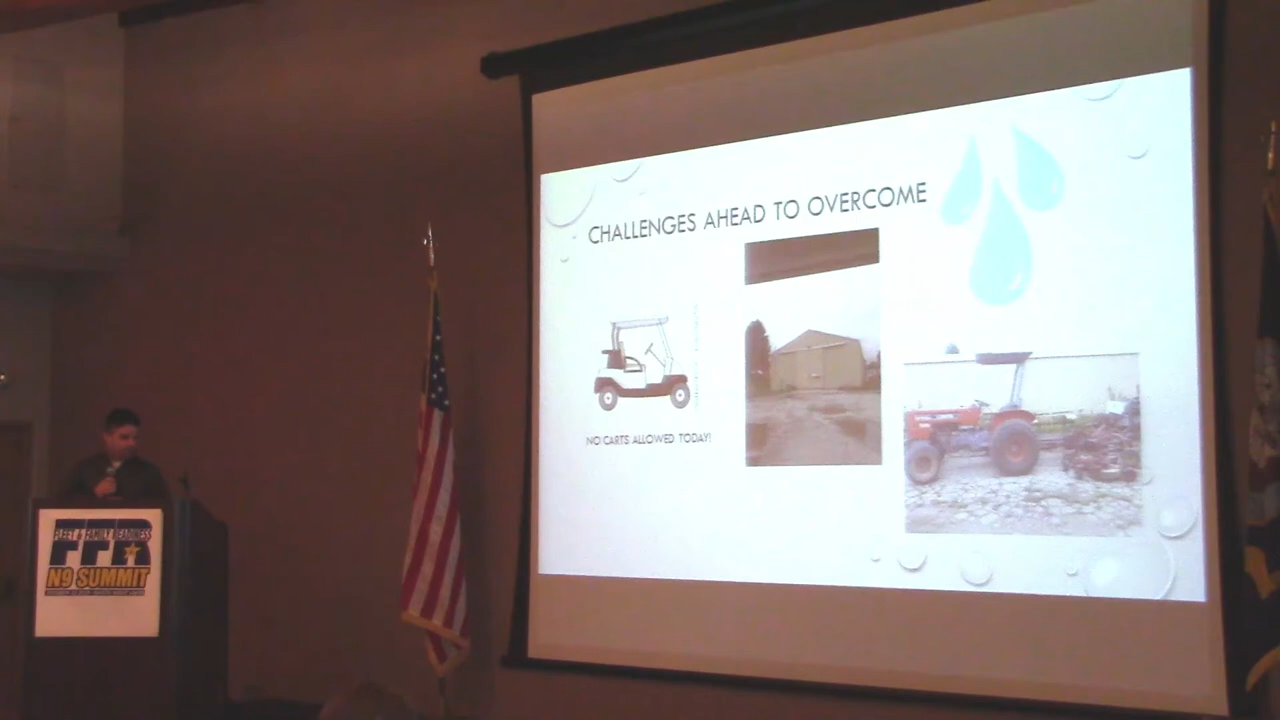 CHALLENGES AHEAD TO OVERCOME
NO CARTS ALLOWED TODAY!
FLEET & FAMILY READINESS
FFR
N9 SUMMIT